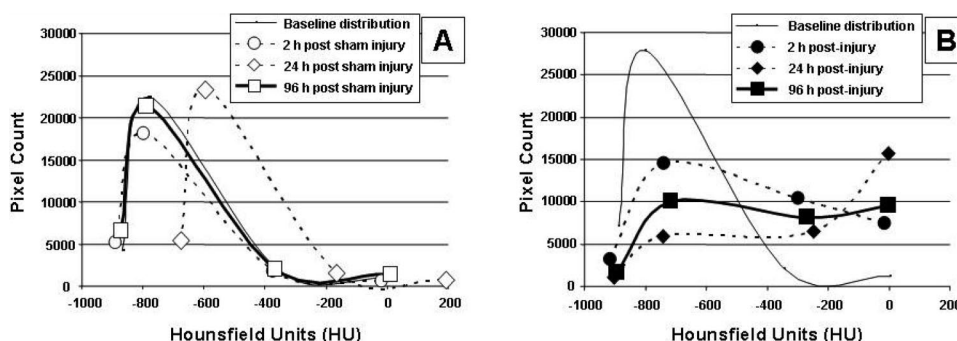 Baseline distribution
2 h post sham injury
24 h post sham injury
96 h post sham injury
A
30000
25000
20000
15000
10000
5000
0
Pixel Count
-1000 -800 -600 -400 -200 0 200
Hounsfield Units (HU)
Baseline distribution
2 h post-injury
24 h post-injury
96 h post-injury
B
30000
25000
20000
15000
10000
5000
0
Pixel Count
-1000 -800 -600 -400 -200 0 200
Hounsfield Units (HU)